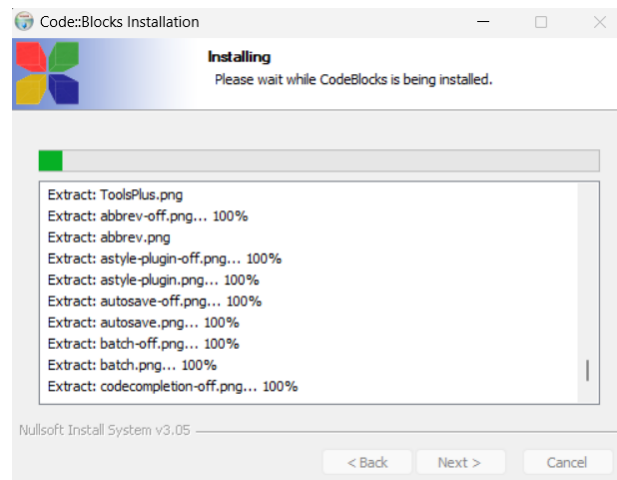 Code::Blocks Installation
Installing
Please wait while CodeBlocks is being installed.
Extract: ToolsPlus.png
Extract: abbrev-off.png... 100%
Extract: abbrev.png
Extract: astyle-plugin-off.png... 100%
Extract: astyle-plugin.png... 100%
Extract: autosave-off.png... 100%
Extract: autosave.png... 100%
Extract: batch-off.png... 100%
Extract: batch.png... 100%
Extract: codecompletion-off.png... 100%
Nullsoft Install System v3.05
< Back Next > Cancel